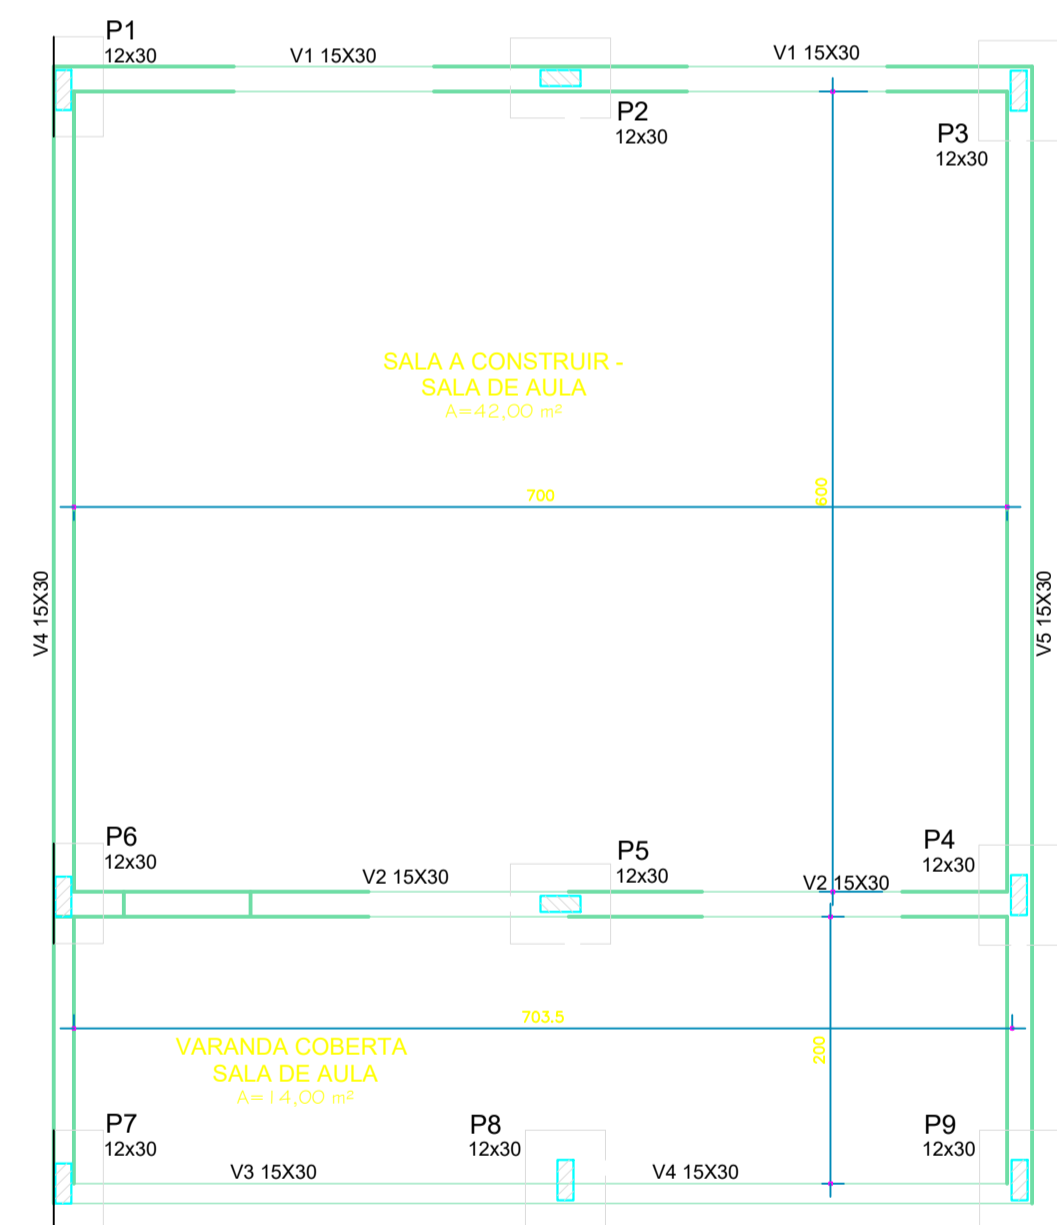 P1
12x30
V1 15X30
V1 15X30
P2
12x30
P3
12x30
SALA A CONSTRUIR -
SALA DE AULA
A=42,00 m²
700
600
V4 15X30
V5 15X30
P6
12x30
V2 15X30
P5
12x30
P4
12x30
V2 15X30
703.5
200
VARANDA COBERTA
SALA DE AULA
A=14,00 m²
P7
12x30
V3 15X30
P8
12x30
V4 15X30
P9
12x30